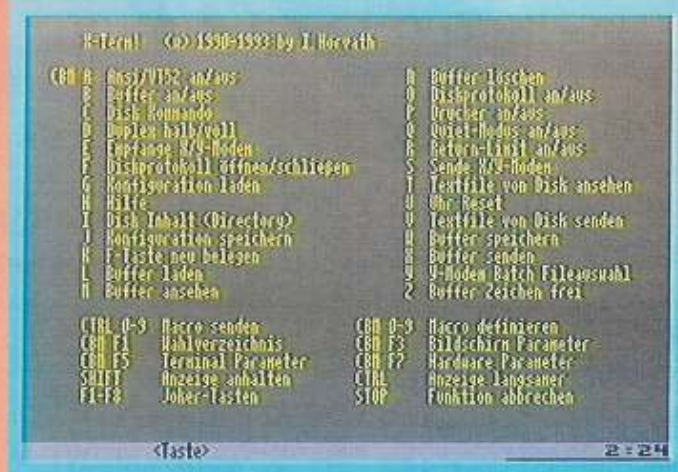 X-Term! (c) 1990-1993 by I. Horvath
CBM A Ansi/VT52 an/aus
B Buffer an/aus
C Disk Kommando
D Duplex halb/voll
E Empfange X/Y-Modem
F Diskprotokoll öffnen/schließen
G Konfiguration laden
H Hilfe
I Disk Inhalt (Directory)
J Konfiguration speichern
K F-Taste neu belegen
L Buffer laden
M Buffer ansehen
N Buffer löschen
O Diskprotokoll an/aus
P Drucker an/aus
Q Quiet-Modus an/aus
R Return-Limit an/aus
S Sende X/Y-Modem
T Textfile von Disk ansehen
U Uhr Reset
V Textfile von Disk senden
W Buffer speichern
X Buffer senden
Y Y-Modem Batch Fileauswahl
Z Buffer Zeichen frei
CTRL 0-9 Macro senden
CBM F1 Wahlverzeichnis
CBM F5 Terminal Parameter
SHIFT Anzeige anhalten
F1-F8 Joker-Tasten
CBM 0-9 Macro definieren
CBM F3 Bildschirm Parameter
CBM F7 Hardware Parameter
CTRL Anzeige langsamer
STOP Funktion abbrechen
<Taste> 2:24